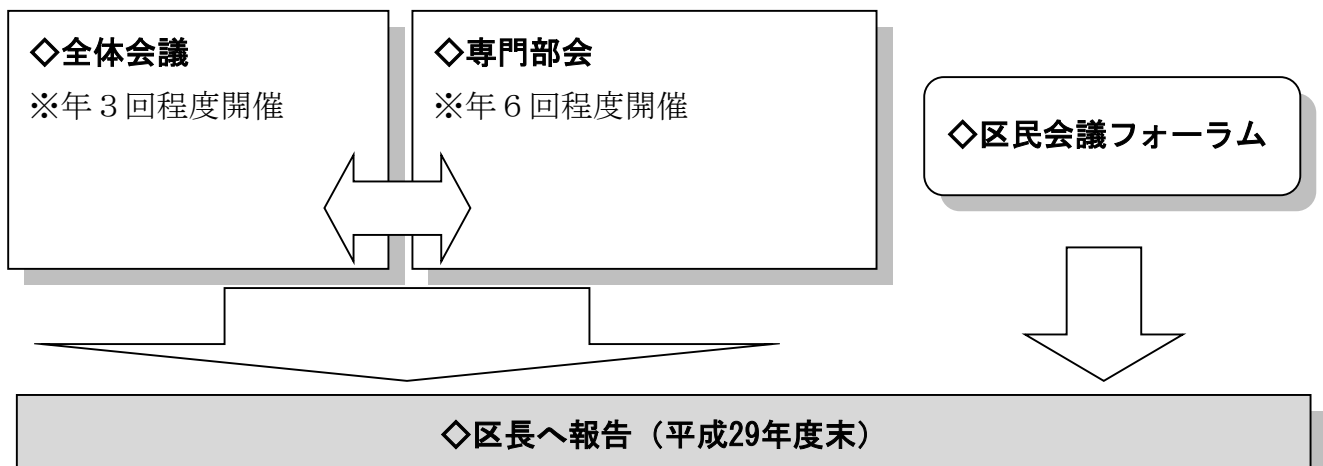 ◇全体会議
※年３回程度開催
◇専門部会
※年６回程度開催
◇区民会議フォーラム
◇区長へ報告（平成29年度末）